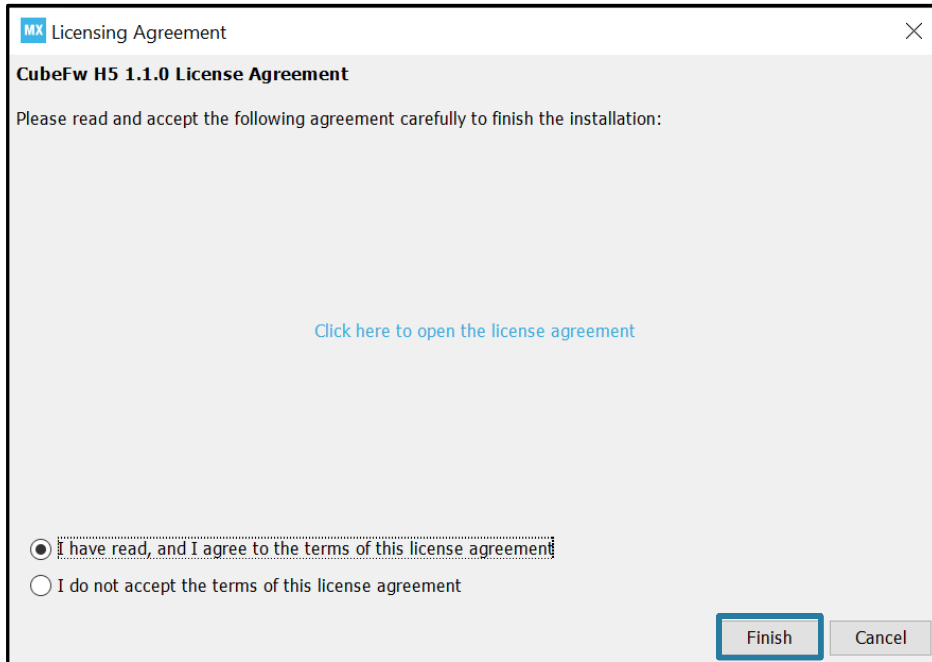 MX Licensing Agreement
CubeFw H5 1.1.0 License Agreement
Please read and accept the following agreement carefully to finish the installation:
Click here to open the license agreement
I have read, and I agree to the terms of this license agreement
I do not accept the terms of this license agreement
Finish Cancel